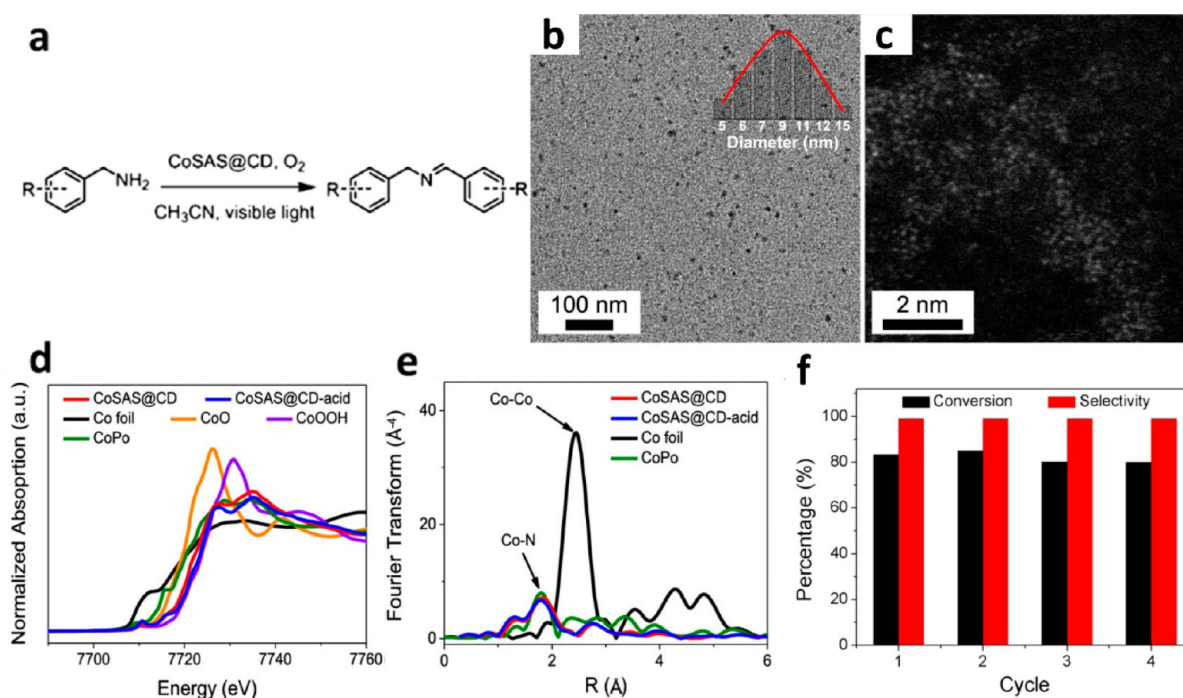 a
CoSAS@CD, O2
R
NH2
CH3CN, visible light
R
N
R
b
5 6 7 9 11 12 15
Diameter (nm)
100 nm
c
2 nm
d
Normalized Absoprtion (a.u.)
CoSAS@CD
CoSAS@CD-acid
Co foil
CoO
CoOOH
CoPo
7700 7720 7740 7760
Energy (eV)
e
Fourier Transform (Å-4)
40
20
0
Co-Co
Co-N
CoSAS@CD
CoSAS@CD-acid
Co foil
CoPo
0 2 4 6
R (Å)
f
Percentage (%)
100
80
60
40
20
0
Conversion
Selectivity
1 2 3 4
Cycle